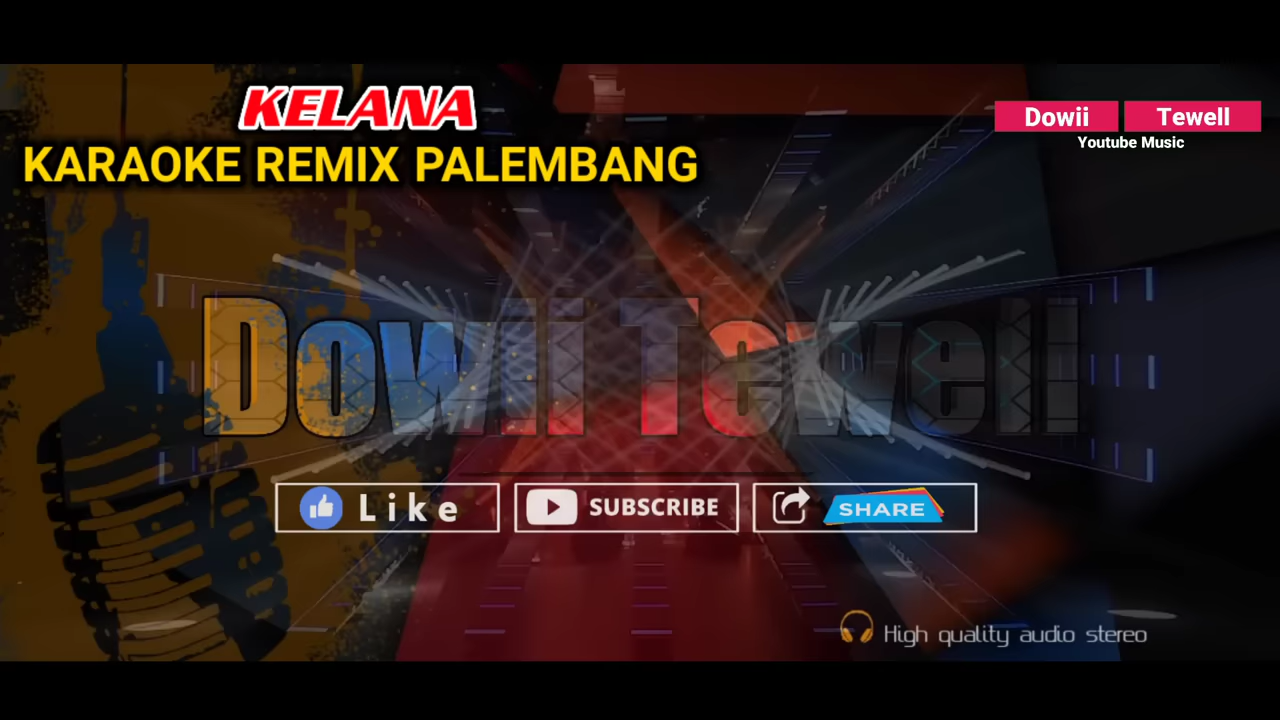 KELANA
KARAOKE REMIX PALEMBANG
Dowii Tewell
Youtube Music
Dowii Tewell
Like
SUBSCRIBE
SHARE
High quality audio stereo